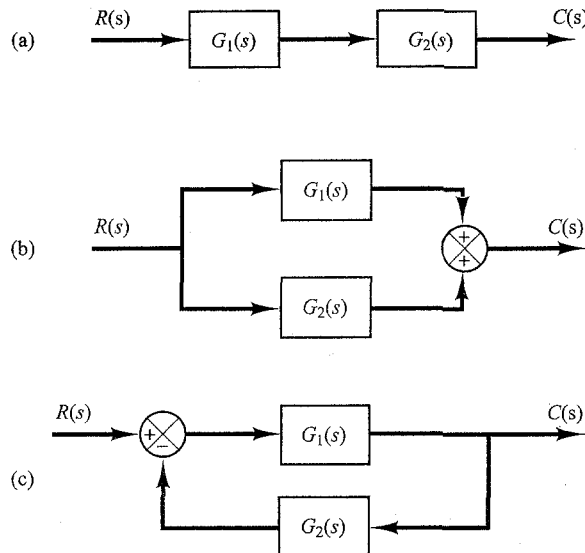 (a) R(s) G₁(s) G₂(s) C(s)
G₁(s)
(b) R(s) + + C(s)
G₂(s)
R(s) + − G₁(s) C(s)
(c)
G₂(s)